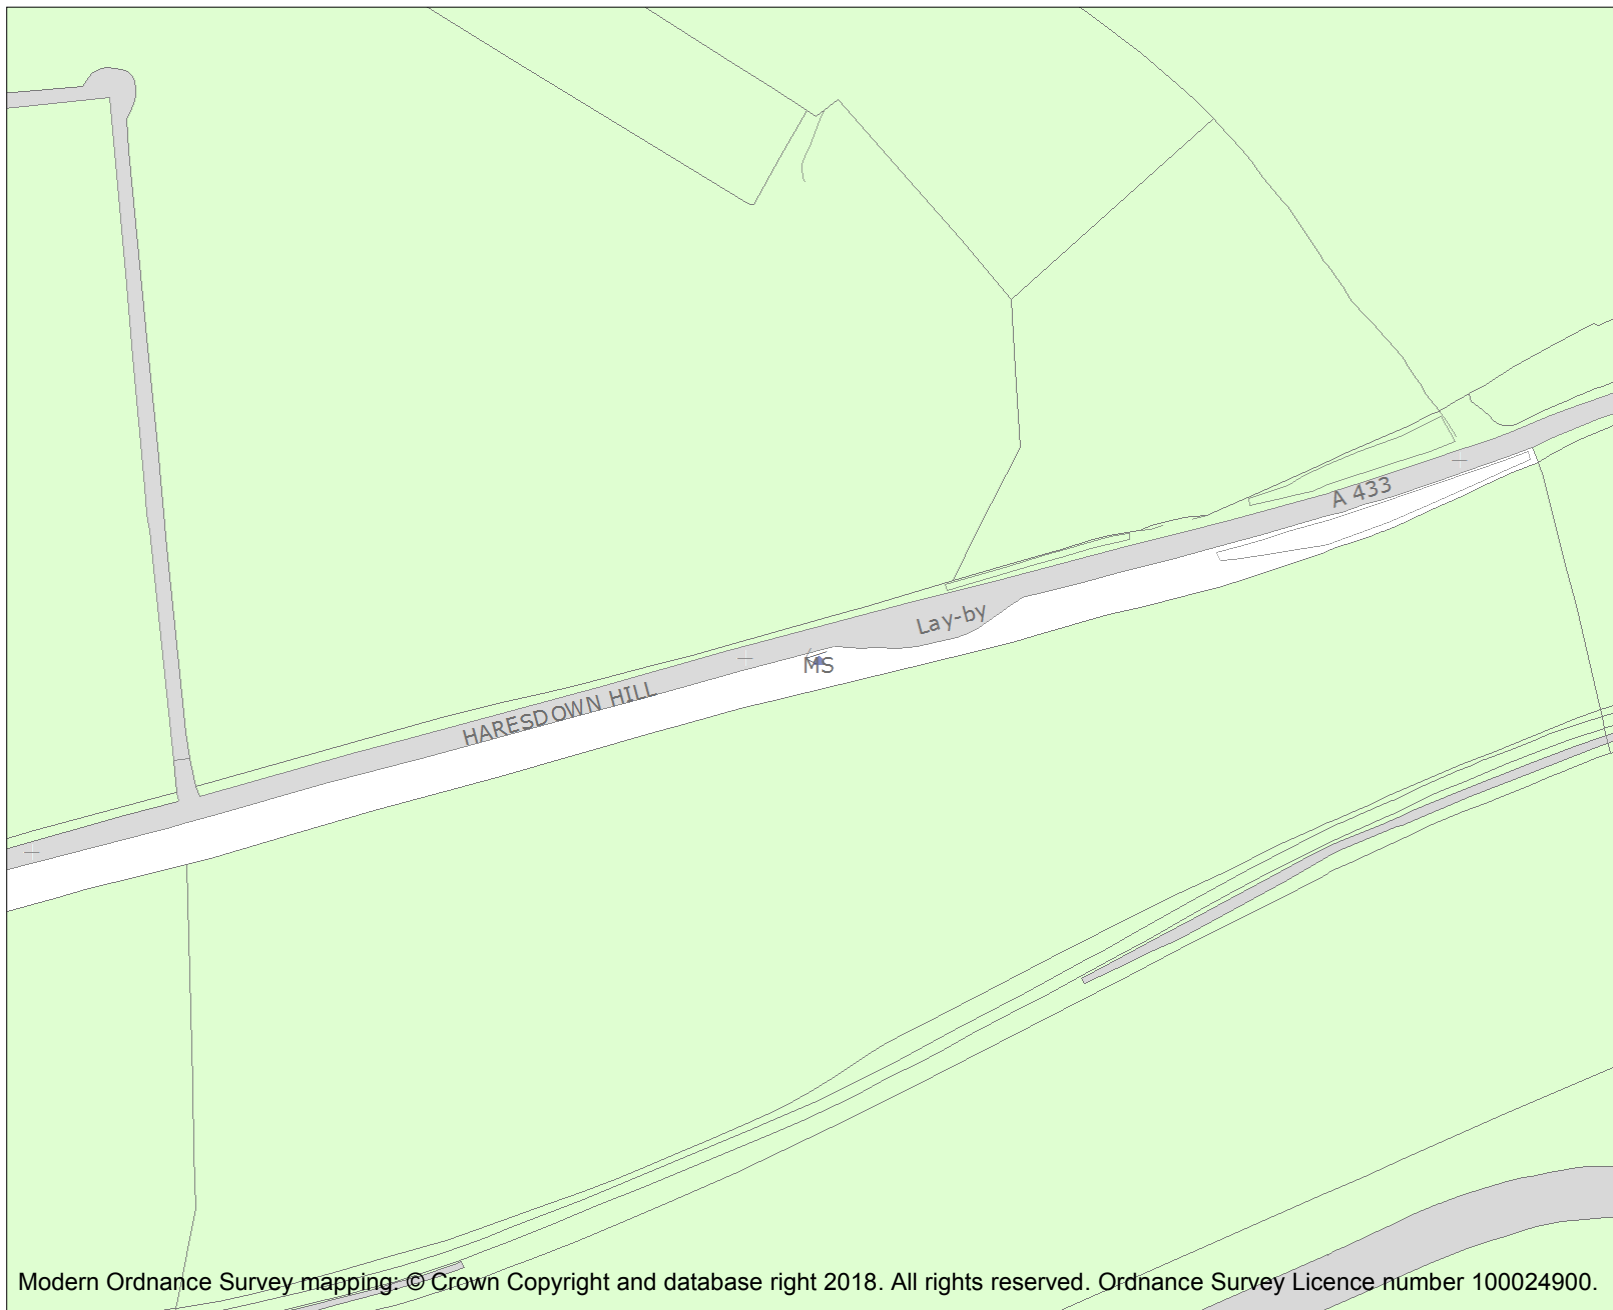 A 433
Lay-by
MS
HARESDOWN HILL
Modern Ordnance Survey mapping: © Crown Copyright and database right 2018. All rights reserved. Ordnance Survey Licence number 100024900.